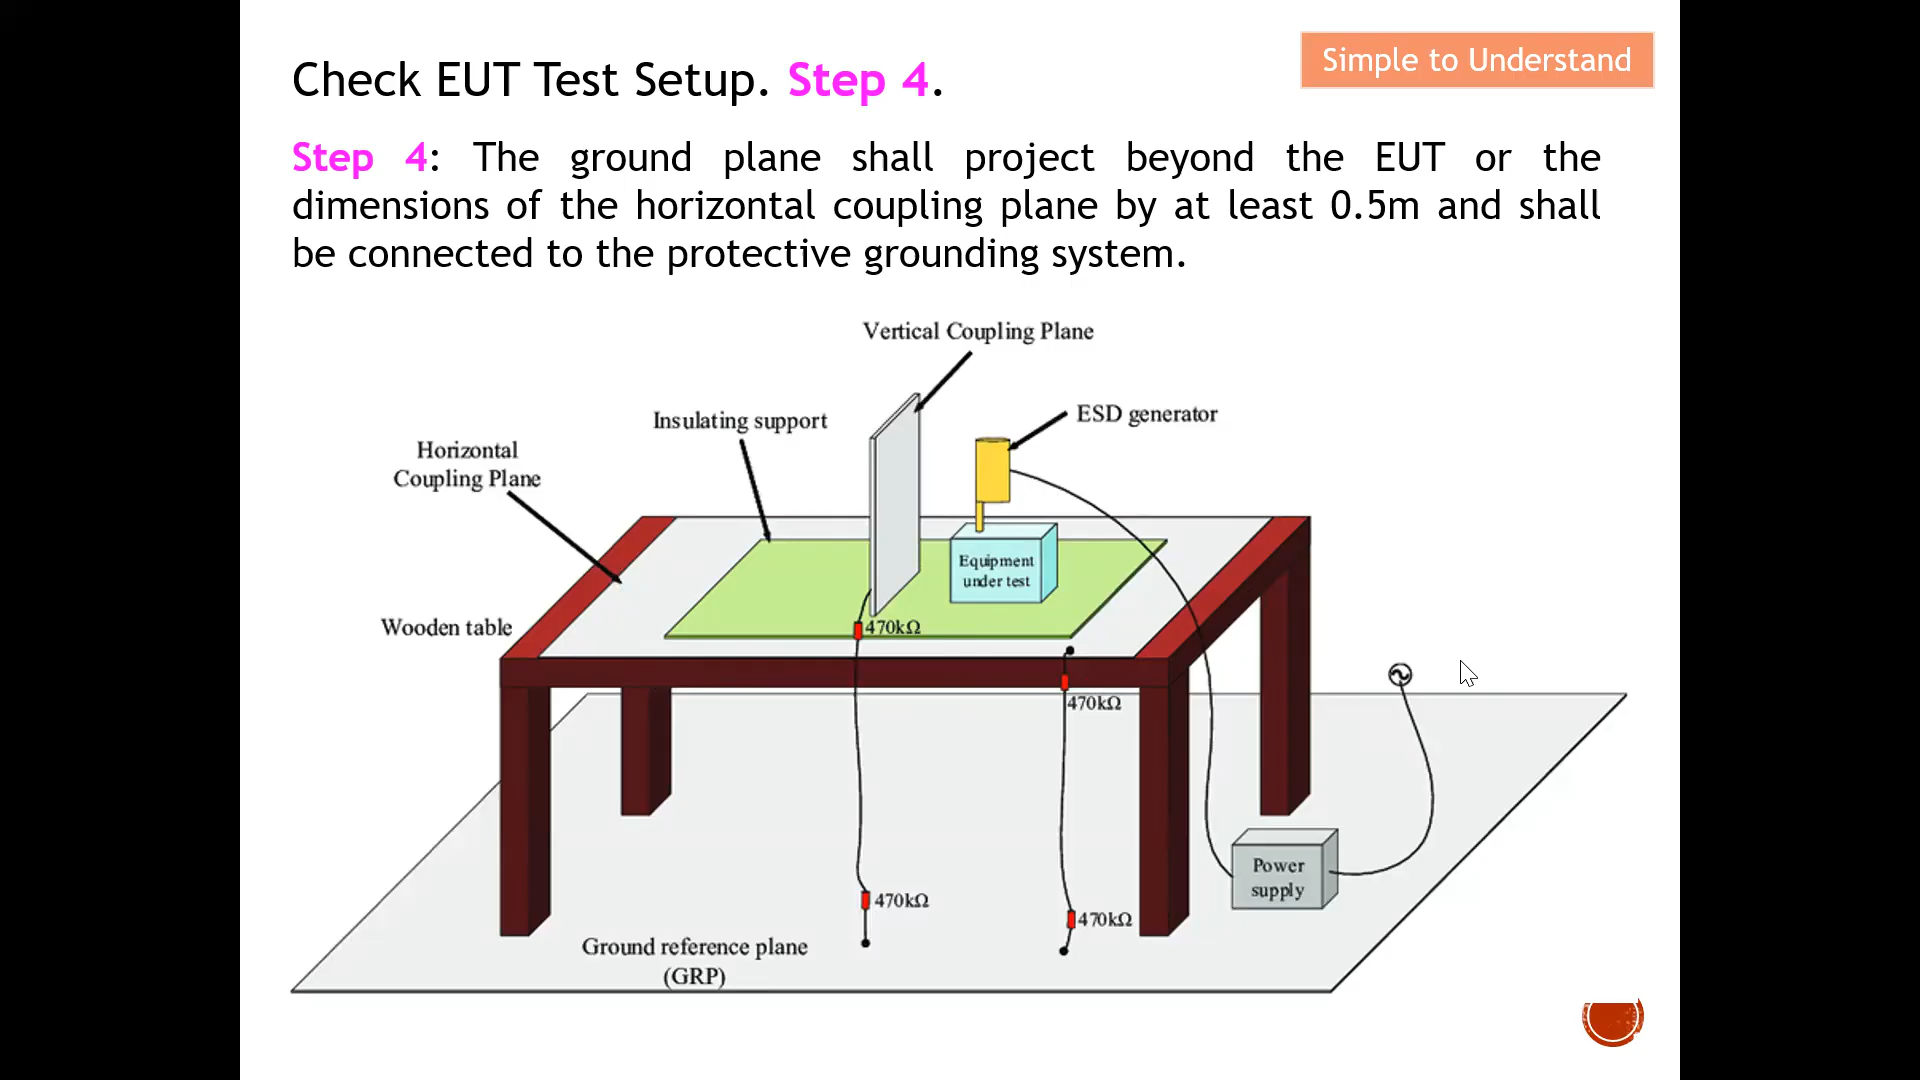 Simple to Understand
Check EUT Test Setup. Step 4.
Step 4: The ground plane shall project beyond the EUT or the
dimensions of the horizontal coupling plane by at least 0.5m and shall
be connected to the protective grounding system.
Vertical Coupling Plane
ESD generator
Insulating support
Horizontal
Coupling Plane
Equipment
under test
Wooden table
470kΩ
470kΩ
Power
supply
470kΩ
470kΩ
Ground reference plane
(GRP)